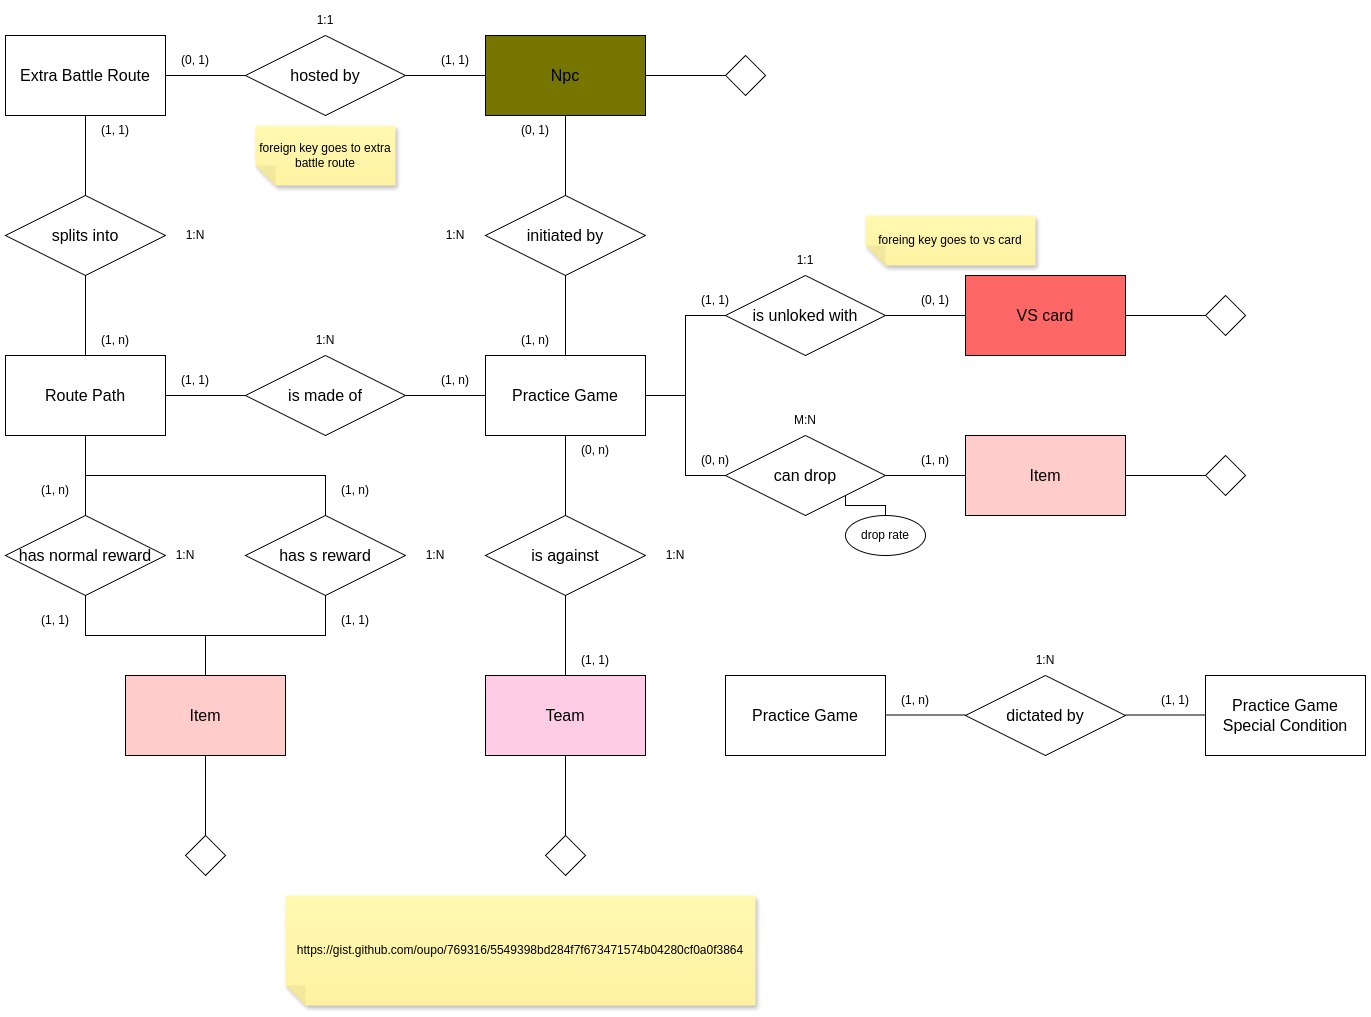 1:1
Extra Battle Route
(0, 1)
hosted by
(1, 1)
Npc
(1, 1)
foreign key goes to extra
battle route
(0, 1)
splits into
1:N
1:N
initiated by
foreing key goes to vs card
1:1
(1, 1)
is unloked with
(0, 1)
VS card
(1, n)
1:N
(1, n)
Route Path
(1, 1)
is made of
(1, n)
Practice Game
M:N
(0, n)
(0, n)
can drop
(1, n)
Item
drop rate
(1, n)
(1, n)
has normal reward
1:N
has s reward
1:N
is against
1:N
(1, 1)
(1, 1)
(1, 1)
Item
Team
1:N
Practice Game
(1, n)
dictated by
(1, 1)
Practice Game
Special Condition
https://gist.github.com/oupo/769316/5549398bd284f7f673471574b04280cf0a0f3864